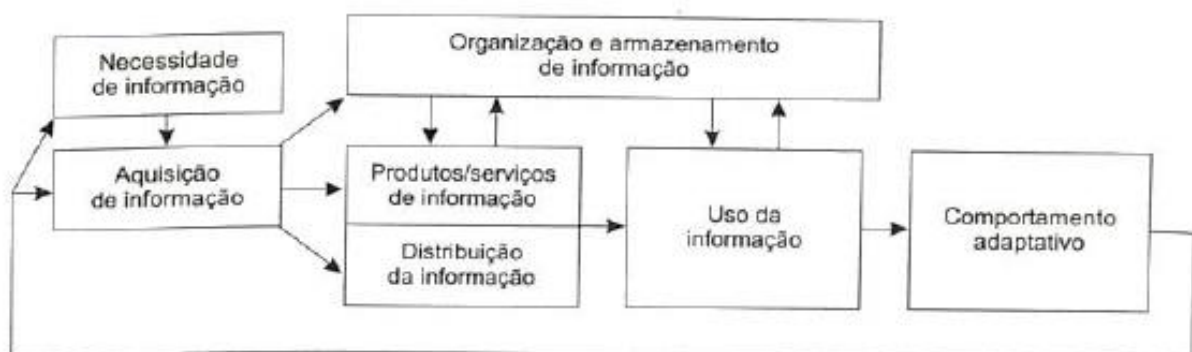 Necessidade
de informação
Organização e armazenamento
de informação
Aquisição
de informação
Produtos/serviços
de informação
Distribuição
da informação
Uso da
informação
Comportamento
adaptativo